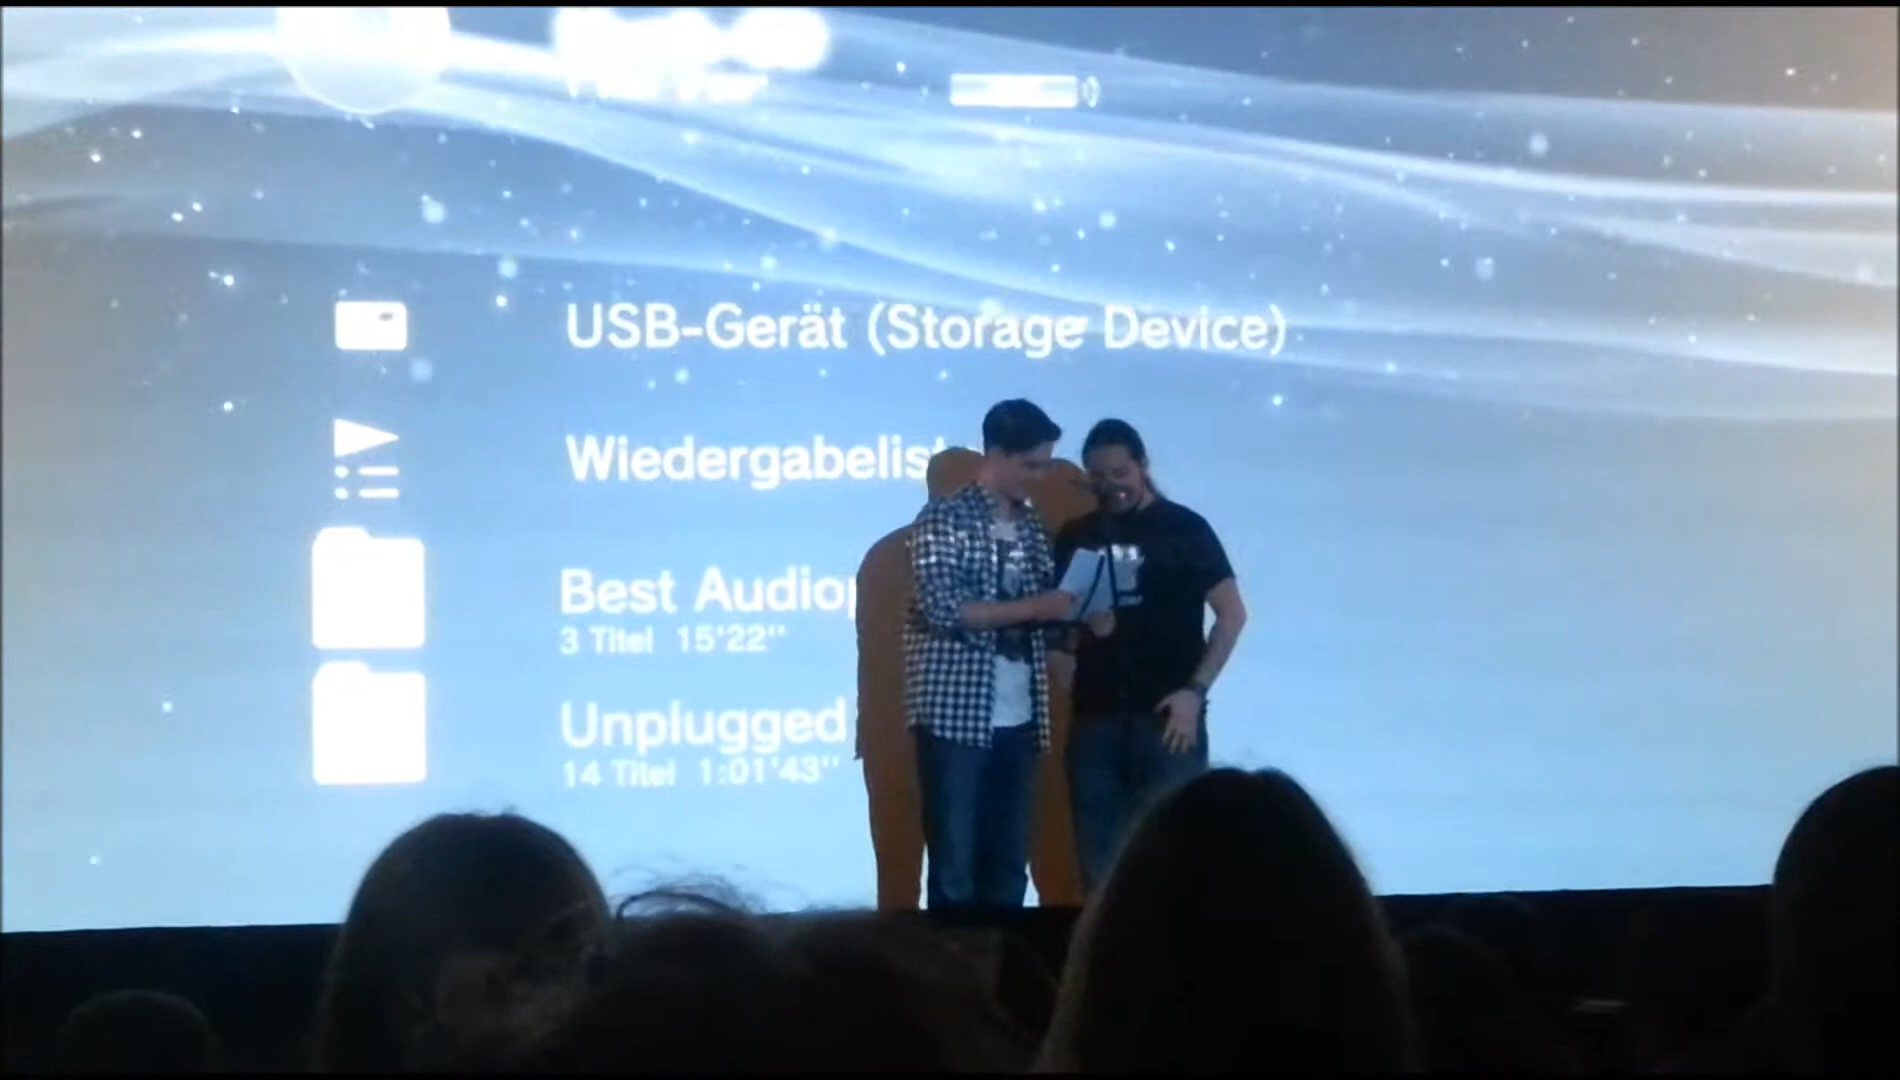 USB-Gerät (Storage Device)
Wiedergabelist
Best Audiop
3 Titel 15'22''
Unplugged
14 Titel 1:01'43''